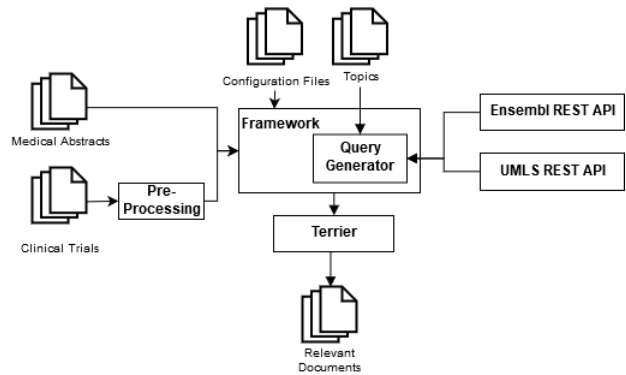 Configuration Files
Topics
Medical Abstracts
Framework
Query
Generator
Ensembl REST API
UMLS REST API
Pre-
Processing
Clinical Trials
Terrier
Relevant
Documents